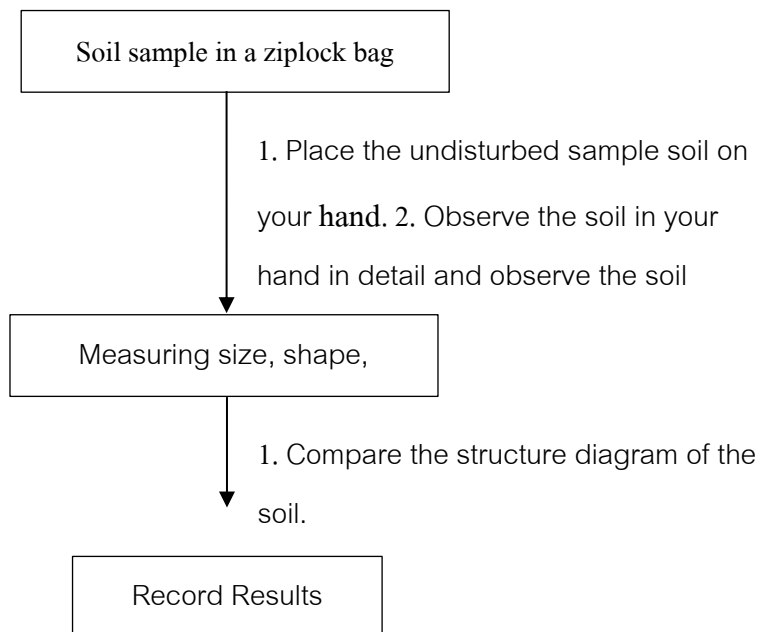 Soil sample in a ziplock bag
1. Place the undisturbed sample soil on
your hand. 2. Observe the soil in your
hand in detail and observe the soil
Measuring size, shape,
1. Compare the structure diagram of the
soil.
Record Results